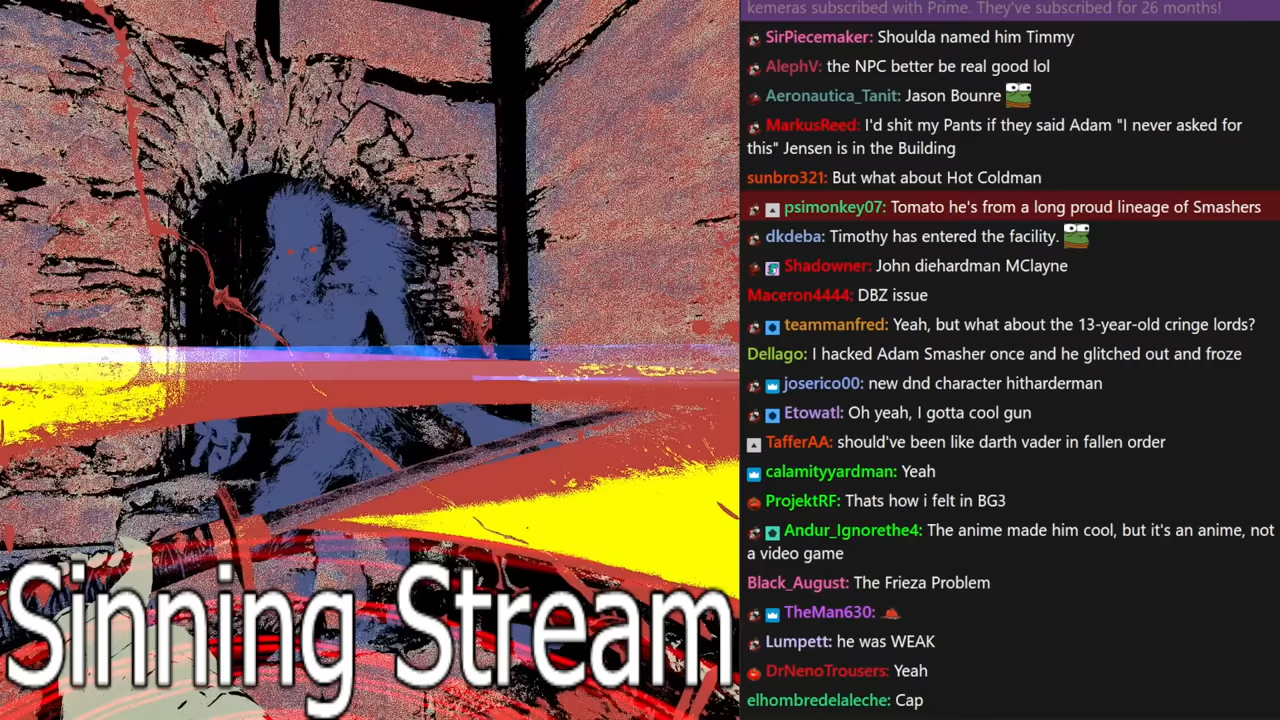 kemeras subscribed with Prime. They've subscribed for 26 months!
SirPiecemaker: Shoulda named him Timmy
AlephV: the NPC better be real good lol
Aeronautica_Tanit: Jason Bounre
MarkusReed: I'd shit my Pants if they said Adam "I never asked for
this" Jensen is in the Building
sunbro321: But what about Hot Coldman
psimonkey07: Tomato he's from a long proud lineage of Smashers
dkdeba: Timothy has entered the facility.
Shadowner: John diehardman MClayne
Maceron4444: DBZ issue
teammanfred: Yeah, but what about the 13-year-old cringe lords?
Dellago: I hacked Adam Smasher once and he glitched out and froze
joserico00: new dnd character hitharderman
Etowatl: Oh yeah, I gotta cool gun
TafferAA: should've been like darth vader in fallen order
calamityyardman: Yeah
ProjektRF: Thats how i felt in BG3
Andur_Ignorethe4: The anime made him cool, but it's an anime, not
a video game
Black_August: The Frieza Problem
TheMan630:
Lumpett: he was WEAK
DrNenoTrousers: Yeah
elhombredelaleche: Cap
Sinning Stream